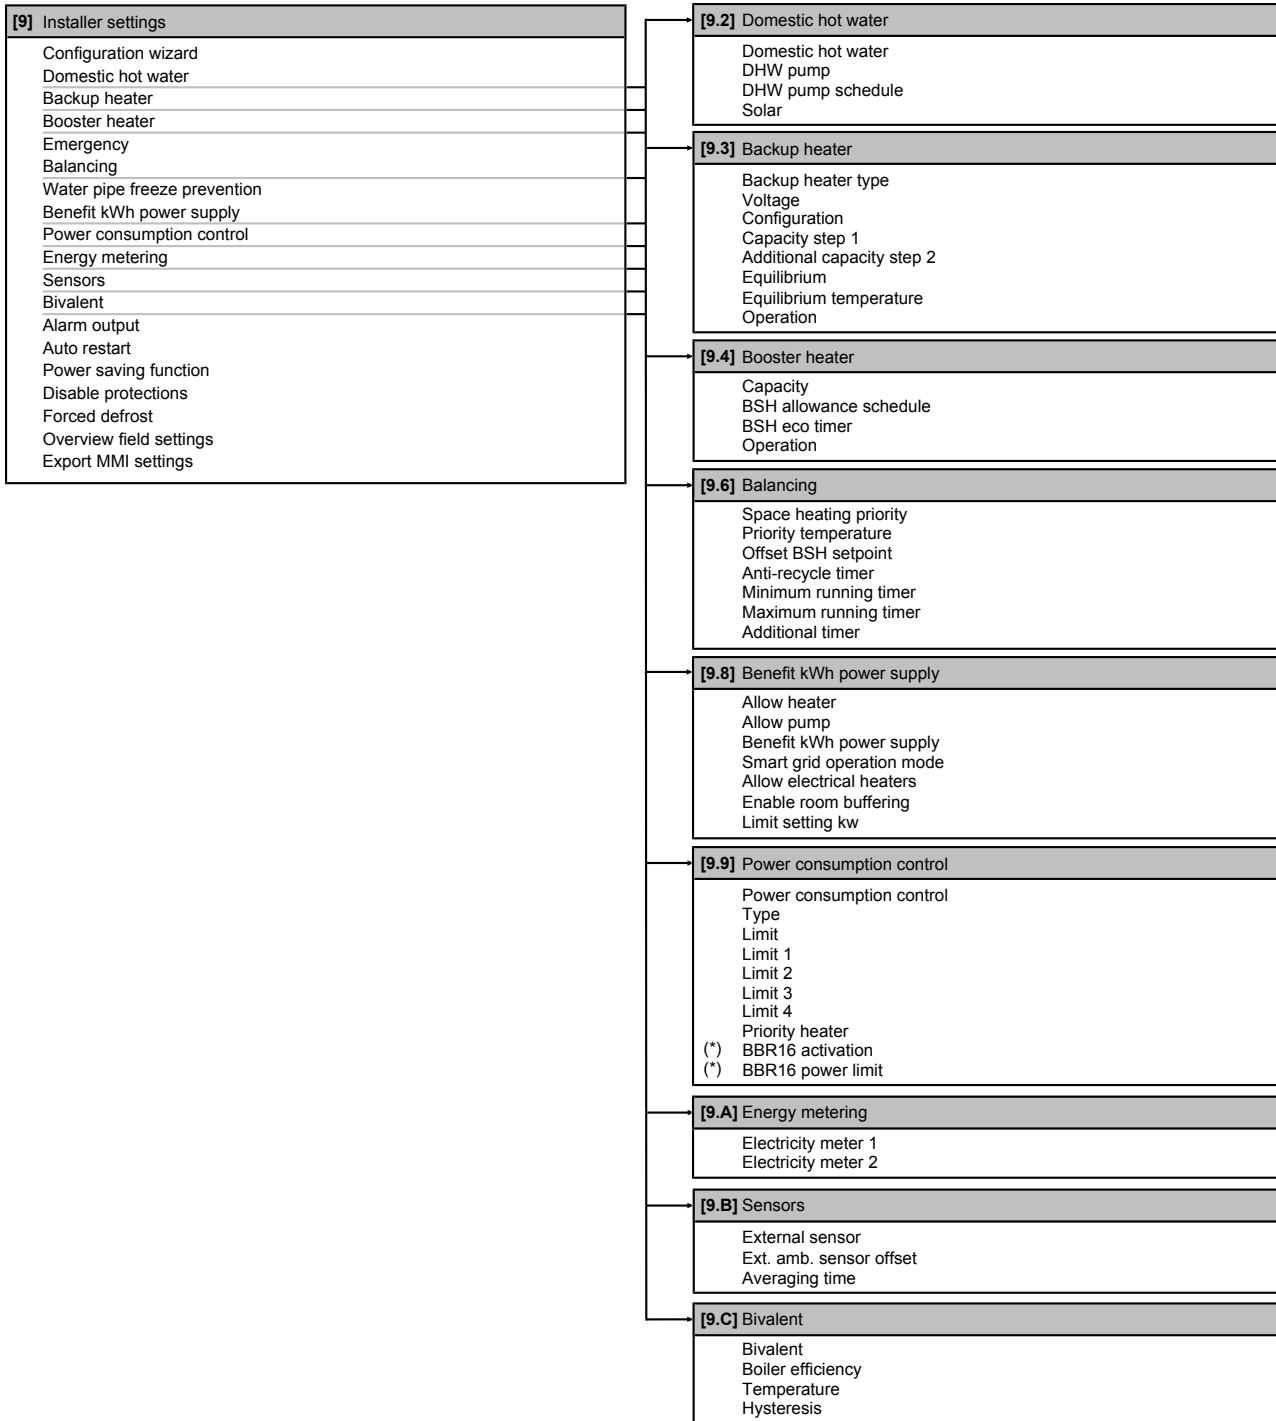 [9] Installer settings
Configuration wizard
Domestic hot water
Backup heater
Booster heater
Emergency
Balancing
Water pipe freeze prevention
Benefit kWh power supply
Power consumption control
Energy metering
Sensors
Bivalent
Alarm output
Auto restart
Power saving function
Disable protections
Forced defrost
Overview field settings
Export MMI settings
[9.2] Domestic hot water
Domestic hot water
DHW pump
DHW pump schedule
Solar
[9.3] Backup heater
Backup heater type
Voltage
Configuration
Capacity step 1
Additional capacity step 2
Equilibrium
Equilibrium temperature
Operation
[9.4] Booster heater
Capacity
BSH allowance schedule
BSH eco timer
Operation
[9.6] Balancing
Space heating priority
Priority temperature
Offset BSH setpoint
Anti-recycle timer
Minimum running timer
Maximum running timer
Additional timer
[9.8] Benefit kWh power supply
Allow heater
Allow pump
Benefit kWh power supply
Smart grid operation mode
Allow electrical heaters
Enable room buffering
Limit setting kw
[9.9] Power consumption control
Power consumption control
Type
Limit
Limit 1
Limit 2
Limit 3
Limit 4
Priority heater
(*) BBR16 activation
(*) BBR16 power limit
[9.A] Energy metering
Electricity meter 1
Electricity meter 2
[9.B] Sensors
External sensor
Ext. amb. sensor offset
Averaging time
[9.C] Bivalent
Bivalent
Boiler efficiency
Temperature
Hysteresis